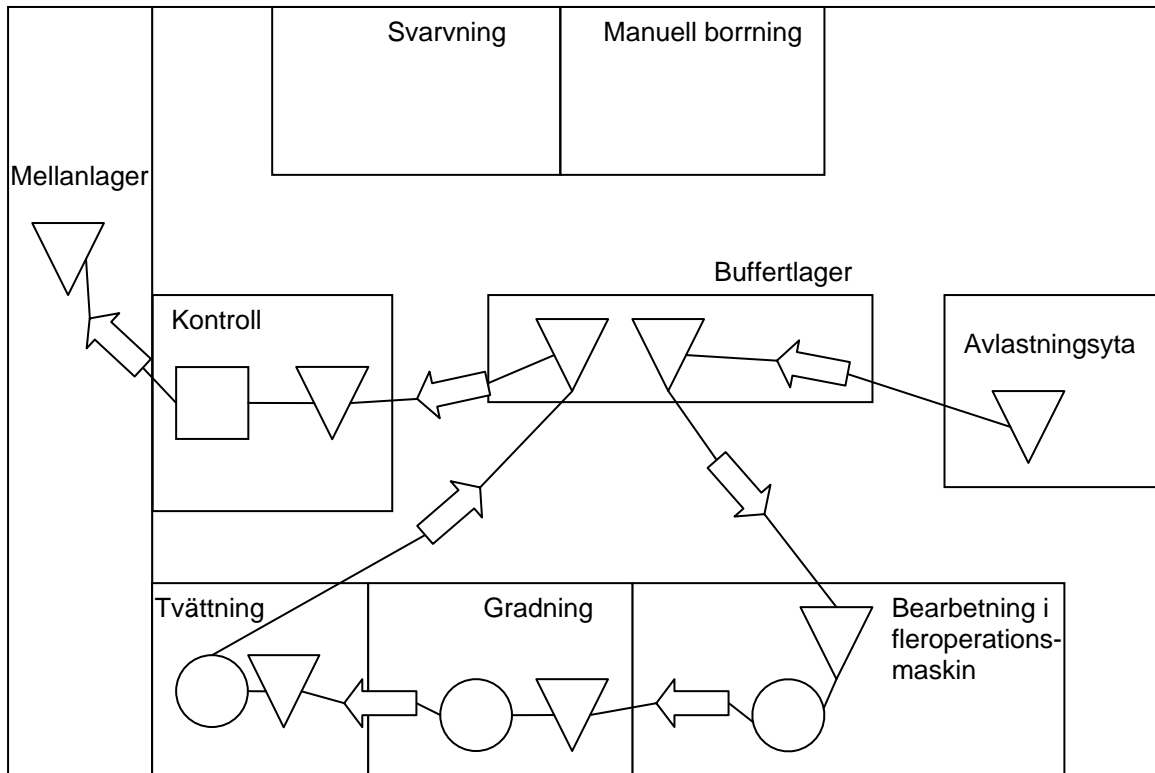 Svarvning
Manuell borrning
Mellanlager
Buffertlager
Kontroll
Avlastningsyta
Tvättning
Gradning
Bearbetning i
fleroperations-
maskin